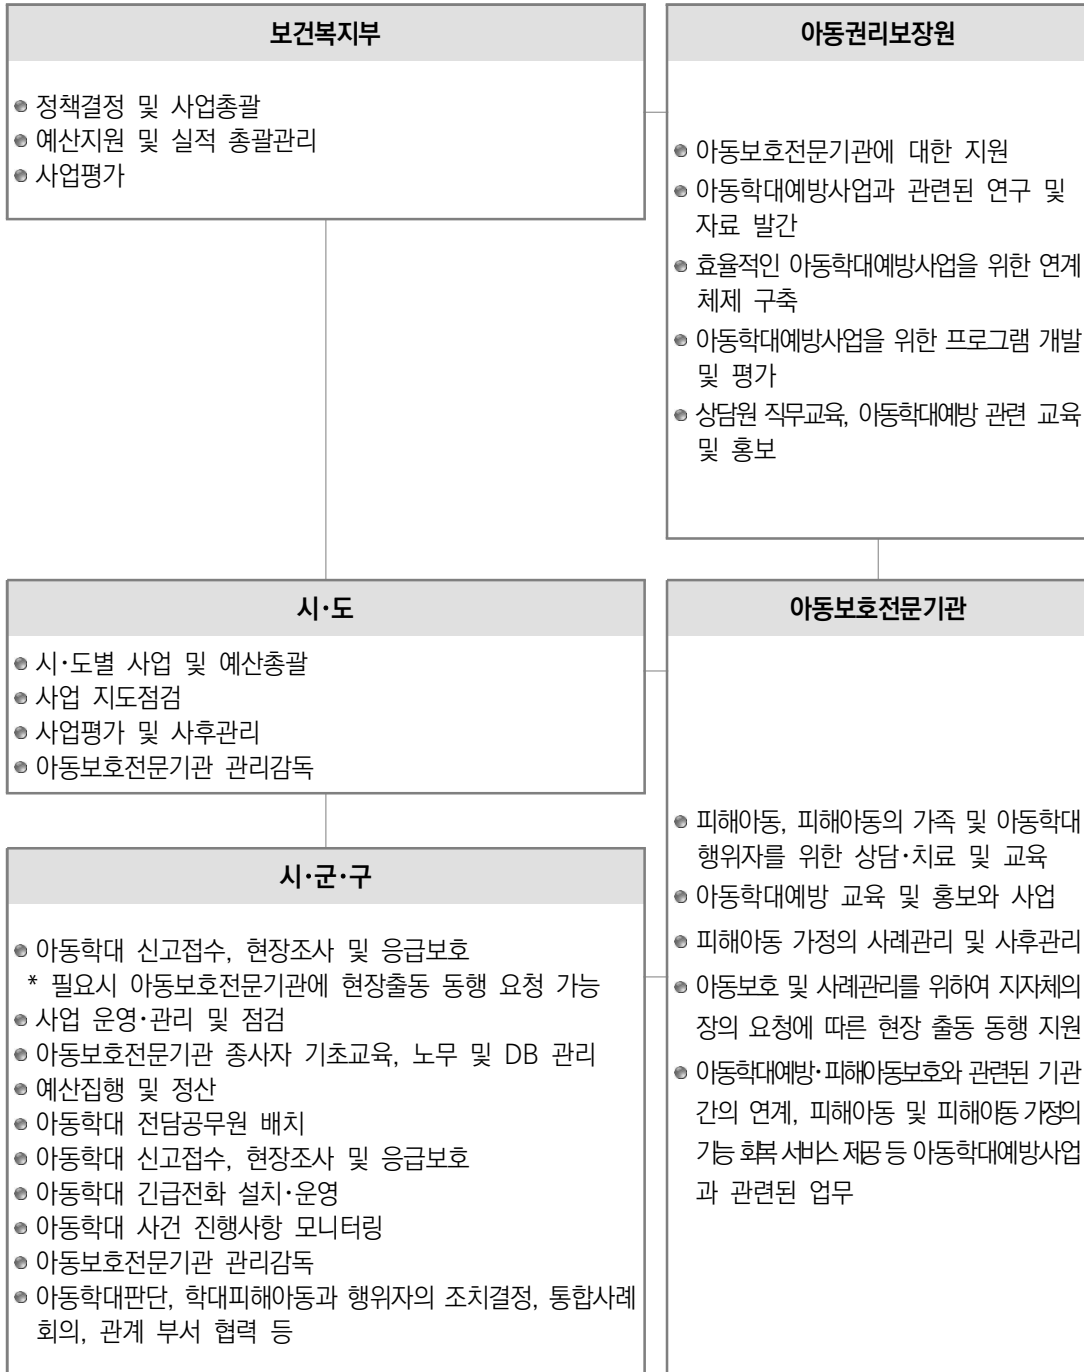 보건복지부
정책결정 및 사업총괄
예산지원 및 실적 총괄관리
사업평가
아동권리보장원
아동보호전문기관에 대한 지원
아동학대예방사업과 관련된 연구 및
자료 발간
효율적인 아동학대예방사업을 위한 연계
체제 구축
아동학대예방사업을 위한 프로그램 개발
및 평가
상담원 직무교육, 아동학대예방 관련 교육
및 홍보
시·도
시·도별 사업 및 예산총괄
사업 지도점검
사업평가 및 사후관리
아동보호전문기관 관리감독
시·군·구
아동학대 신고접수, 현장조사 및 응급보호
* 필요시 아동보호전문기관에 현장출동 동행 요청 가능
사업 운영·관리 및 점검
아동보호전문기관 종사자 기초교육, 노무 및 DB 관리
예산집행 및 정산
아동학대 전담공무원 배치
아동학대 신고접수, 현장조사 및 응급보호
아동학대 긴급전화 설치·운영
아동학대 사건 진행사항 모니터링
아동보호전문기관 관리감독
아동학대판단, 학대피해아동과 행위자의 조치결정, 통합사례
회의, 관계 부서 협력 등
아동보호전문기관
피해아동, 피해아동의 가족 및 아동학대
행위자를 위한 상담·치료 및 교육
아동학대예방 교육 및 홍보와 사업
피해아동 가정의 사례관리 및 사후관리
아동보호 및 사례관리를 위하여 지자체의
장의 요청에 따른 현장 출동 동행 지원
아동학대예방·피해아동보호와 관련된 기관
간의 연계, 피해아동 및 피해아동 가정의
기능 회복 서비스 제공 등 아동학대예방사업
과 관련된 업무